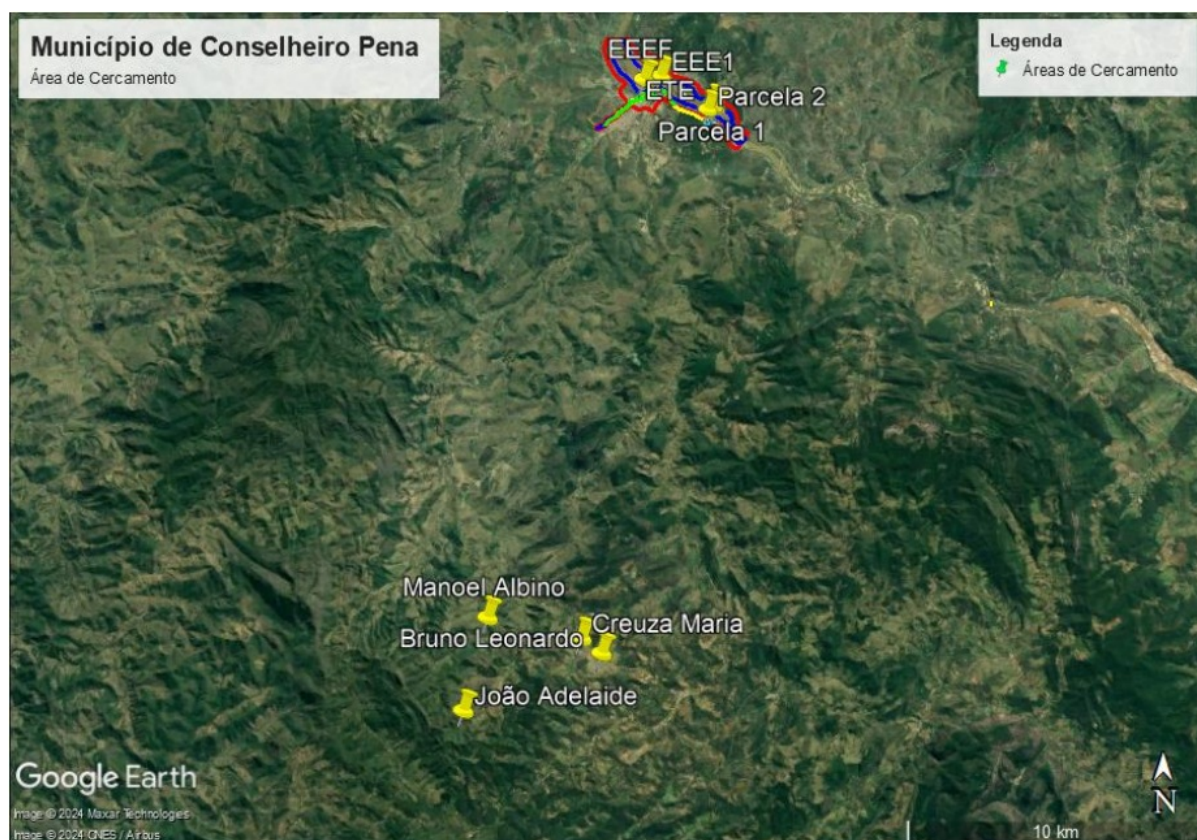 Município de Conselheiro Pena
Área de Cercamento
Legenda
Áreas de Cercamento
EEEF
EEE1
ETE
Parcela 2
Parcela 1
Manoel Albino
Creuza Maria
Bruno Leonardo
João Adelaide
Google Earth
Image © 2024 Maxar Technologies
Image © 2024 CNES / Airbus
N
10 km